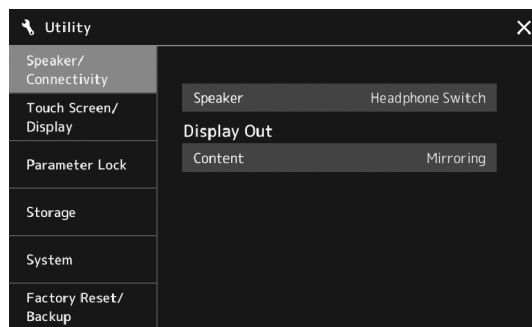 Utility
Speaker/
Connectivity
Touch Screen/
Display
Parameter Lock
Storage
System
Factory Reset/
Backup
Speaker Headphone Switch
Display Out
Content Mirroring